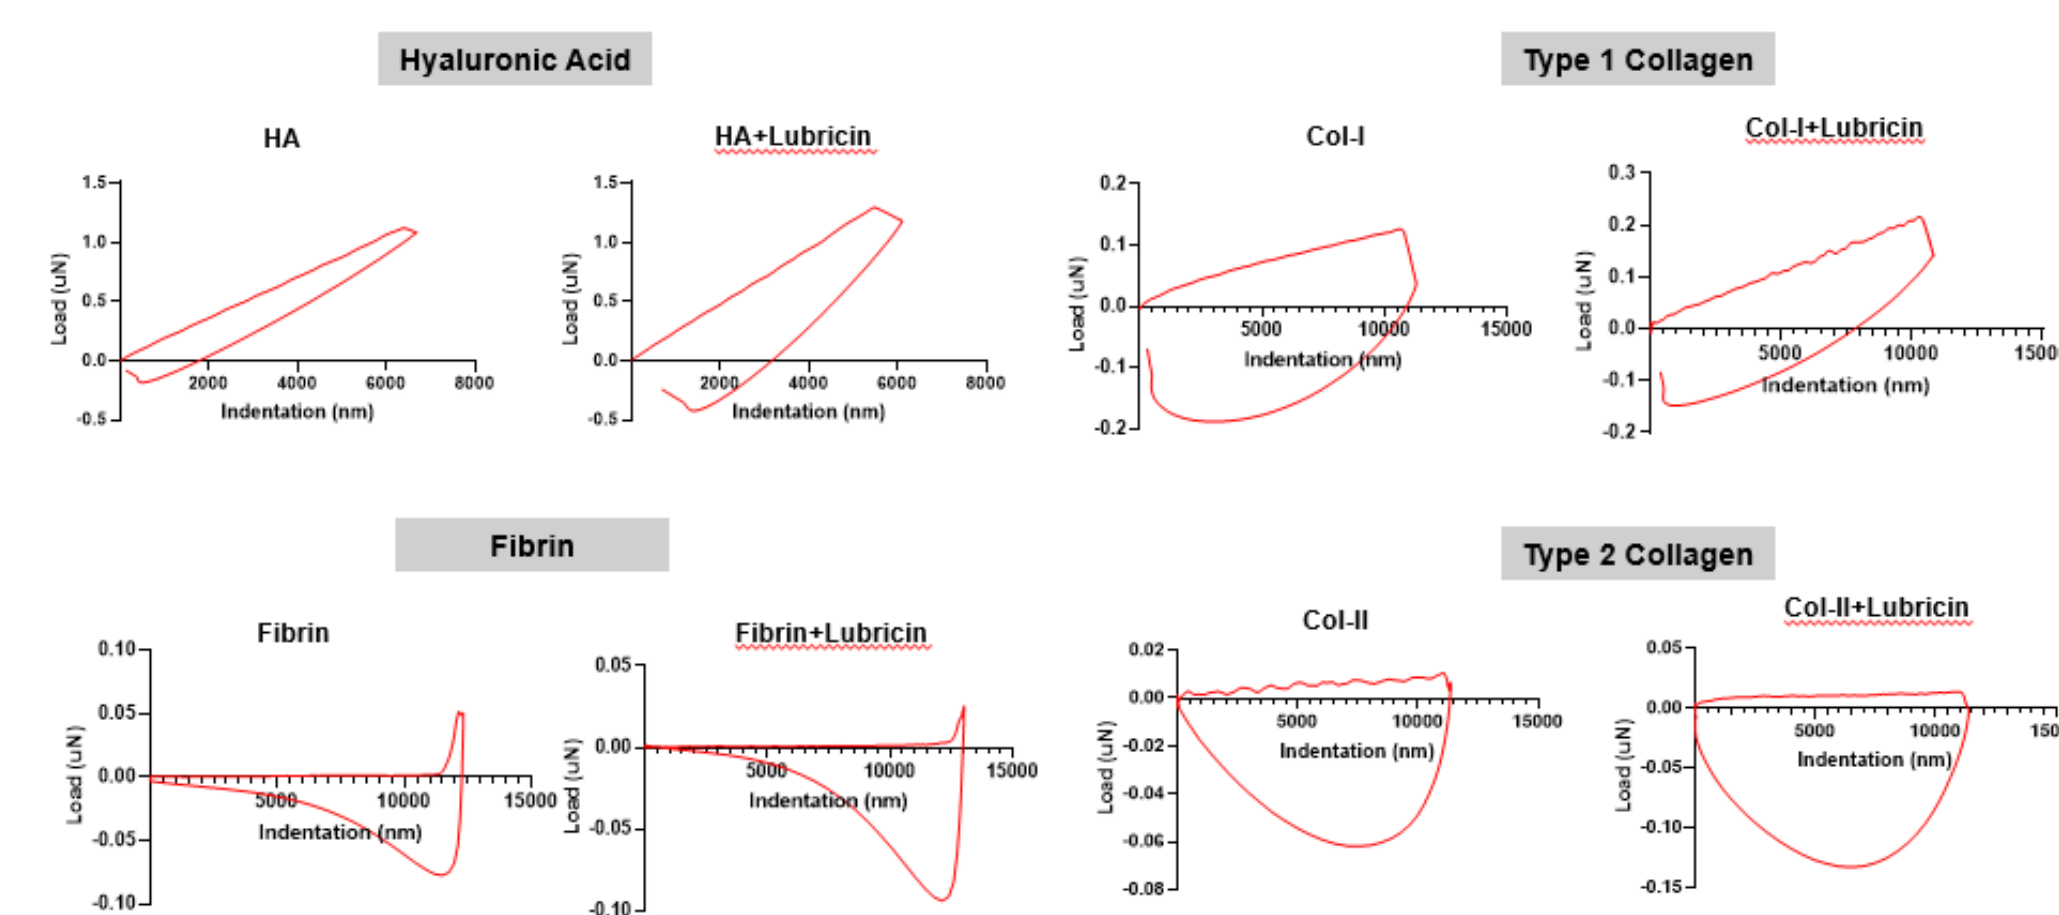 Hyaluronic Acid
Type 1 Collagen
HA
HA+Lubricin
Col-I
Col-I+Lubricin
1.5
1.0
0.5
0.0
-0.5
Load (uN)
2000 4000 6000 8000
Indentation (nm)
1.5
1.0
0.5
0.0
-0.5
Load (uN)
2000 4000 6000 8000
Indentation (nm)
0.2
0.1
0.0
-0.1
-0.2
Load (uN)
5000 10000 15000
Indentation (nm)
0.3
0.2
0.1
0.0
-0.1
-0.2
Load (uN)
5000 10000 1500
Indentation (nm)
Fibrin
Type 2 Collagen
Fibrin
Fibrin+Lubricin
Col-II
Col-II+Lubricin
0.10
0.05
0.00
-0.05
-0.10
Load (uN)
5000 10000 15000
Indentation (nm)
0.05
0.00
-0.05
-0.10
Load (uN)
5000 10000 15000
Indentation (nm)
0.02
0.00
-0.02
-0.04
-0.06
-0.08
Load (uN)
5000 10000 15000
Indentation (nm)
0.05
0.00
-0.05
-0.10
-0.15
Load (uN)
5000 10000 150
Indentation (nm)